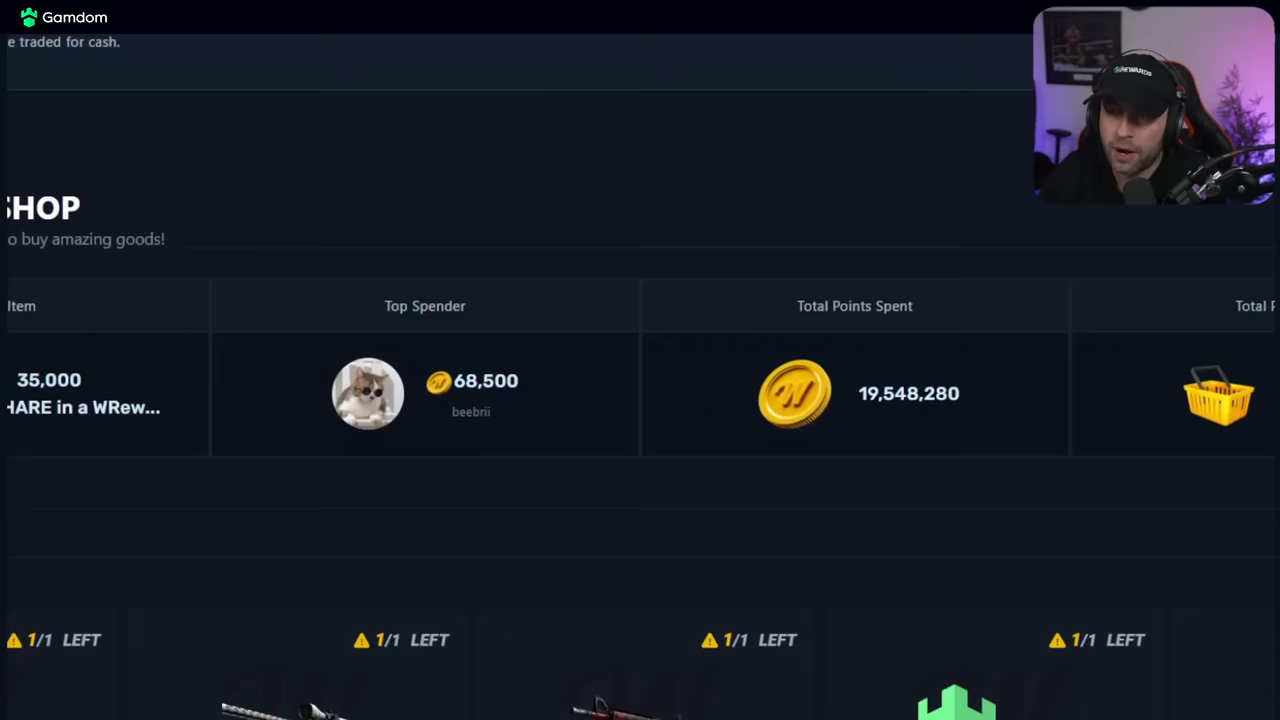 Gamdom
e traded for cash.
SHOP
o buy amazing goods!
Item
Top Spender
Total Points Spent
Total
35,000
HARE in a WRew...
68,500
beebrii
19,548,280
1/1 LEFT
1/1 LEFT
1/1 LEFT
1/1 LEFT